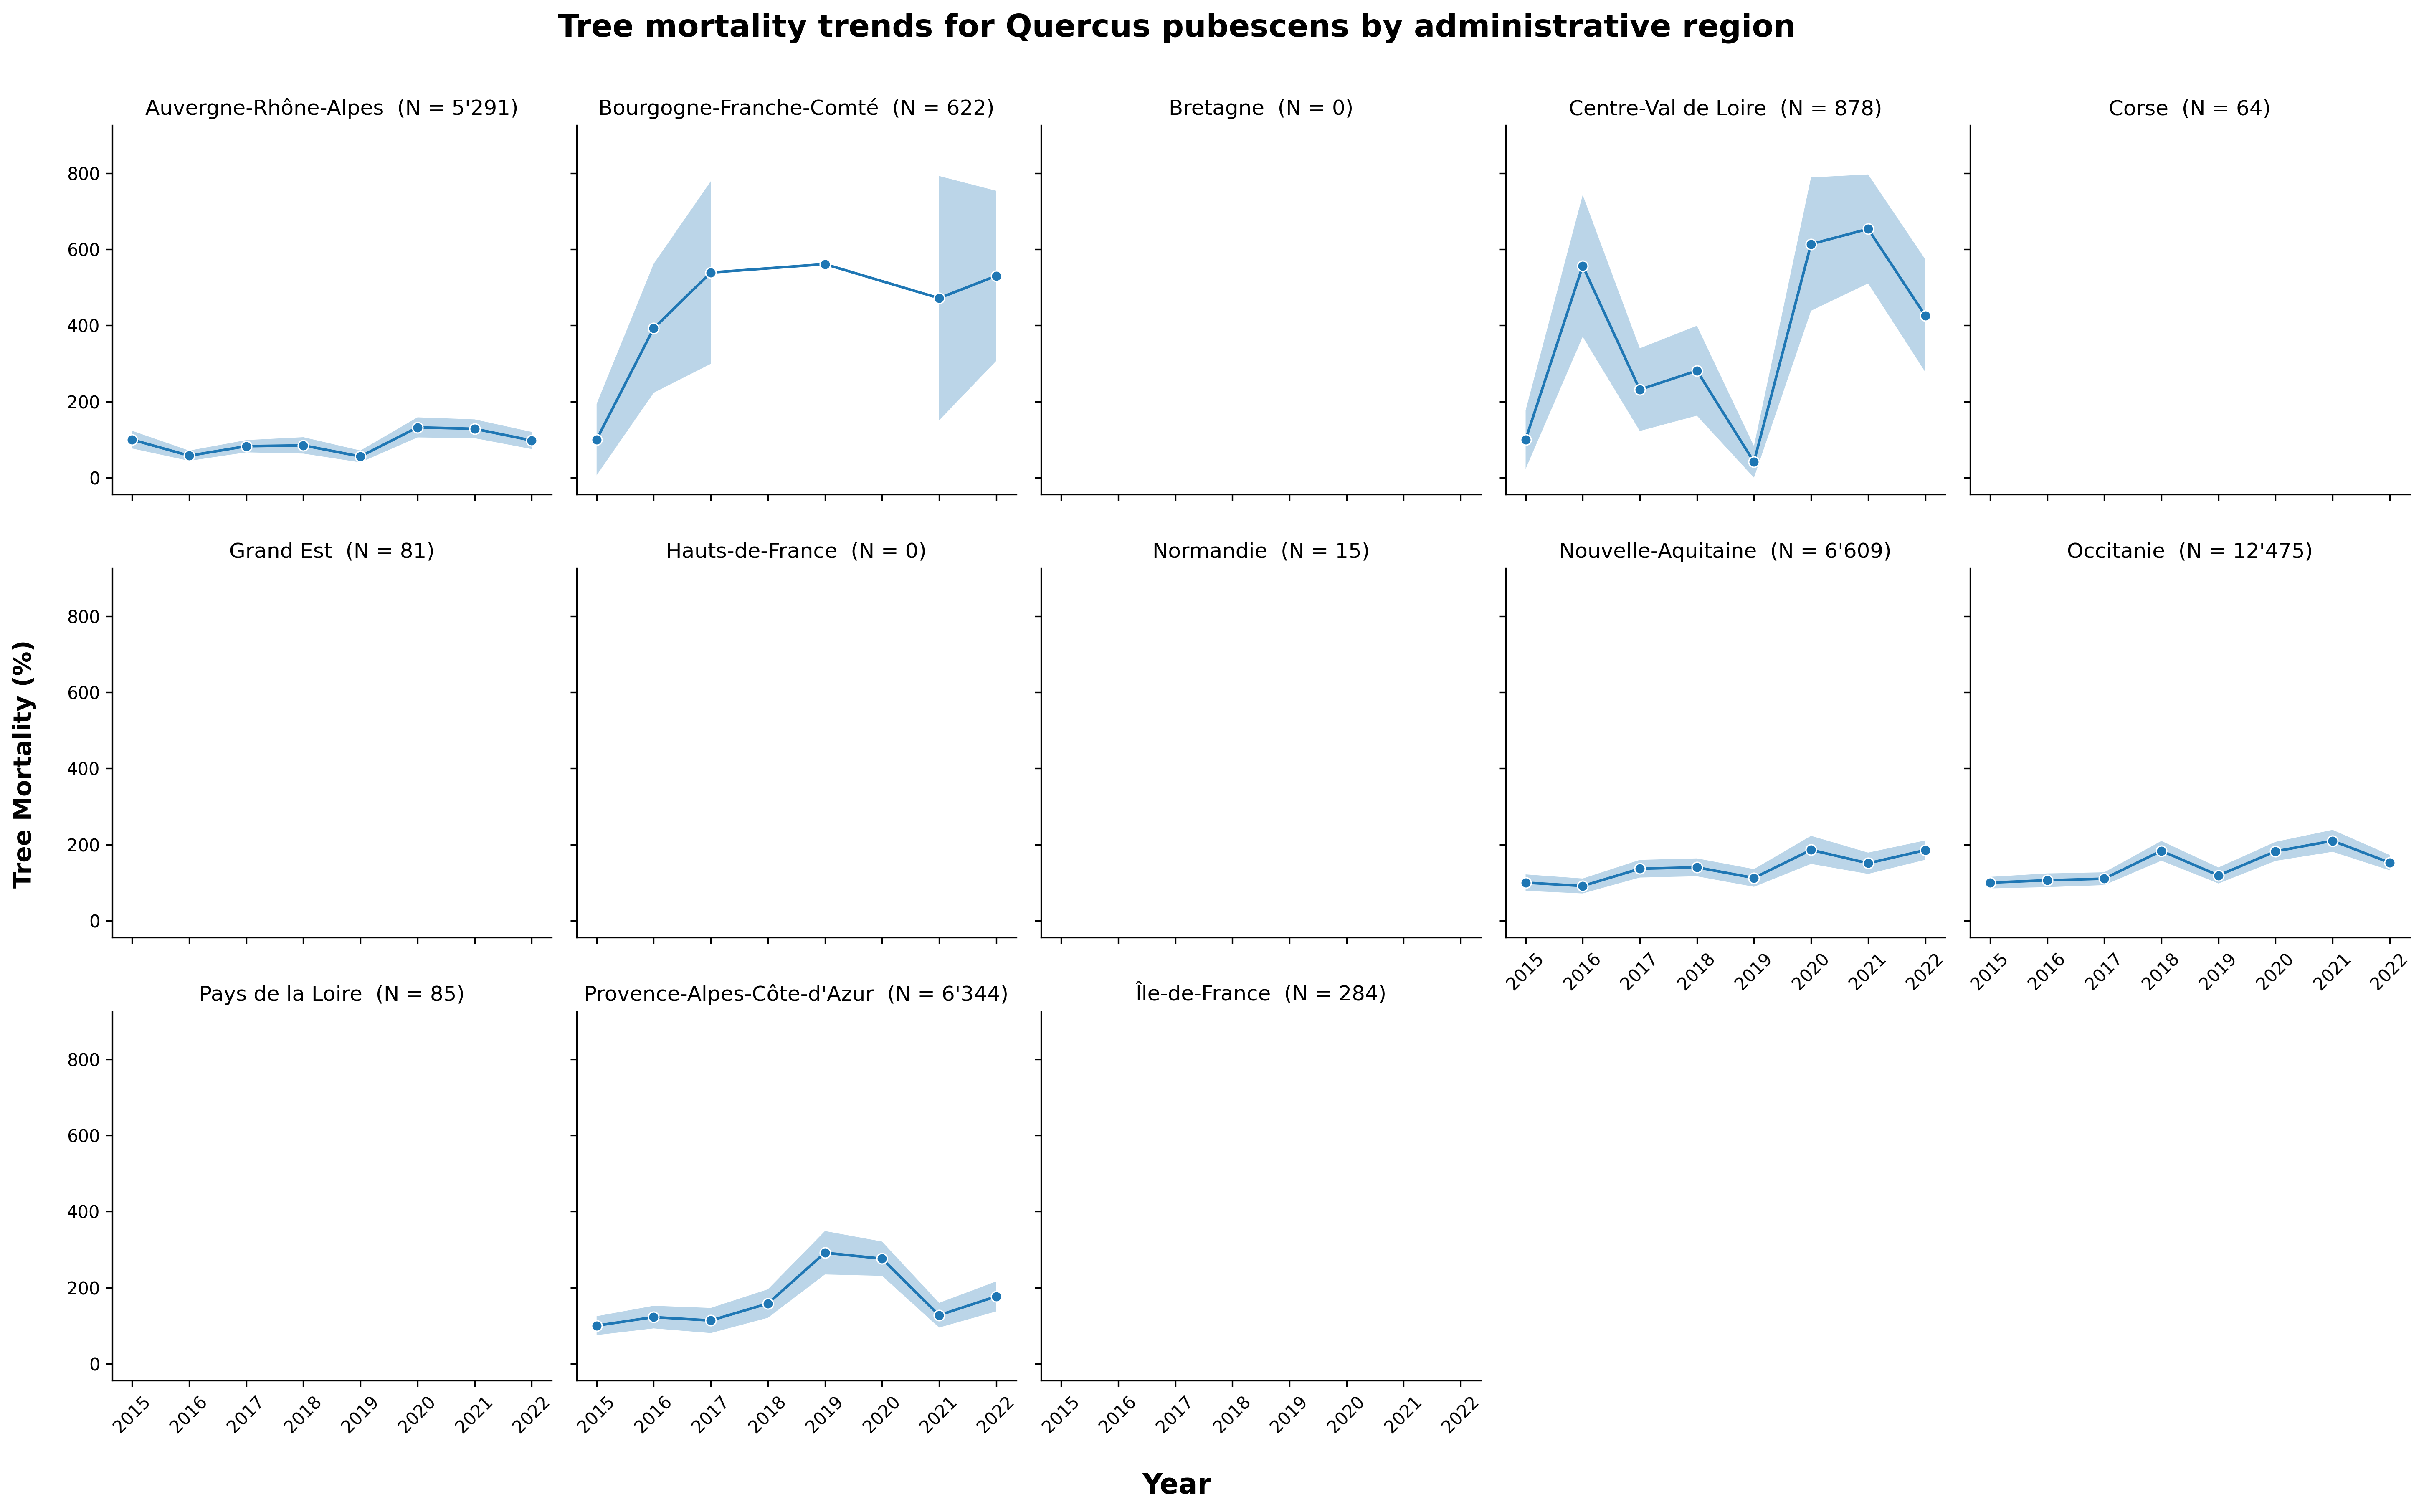 Tree mortality trends for Quercus pubescens by administrative region
Auvergne-Rhône-Alpes (N = 5'291)
Bourgogne-Franche-Comté (N = 622)
Bretagne (N = 0)
Centre-Val de Loire (N = 878)
Corse (N = 64)
800
600
400
200
0
Grand Est (N = 81)
Hauts-de-France (N = 0)
Normandie (N = 15)
Nouvelle-Aquitaine (N = 6'609)
Occitanie (N = 12'475)
Tree Mortality (%)
800
600
400
200
0
2015 2016 2017 2018 2019 2020 2021 2022
2015 2016 2017 2018 2019 2020 2021 2022
Pays de la Loire (N = 85)
Provence-Alpes-Côte-d'Azur (N = 6'344)
Île-de-France (N = 284)
800
600
400
200
0
2015 2016 2017 2018 2019 2020 2021 2022
2015 2016 2017 2018 2019 2020 2021 2022
2015 2016 2017 2018 2019 2020 2021 2022
Year